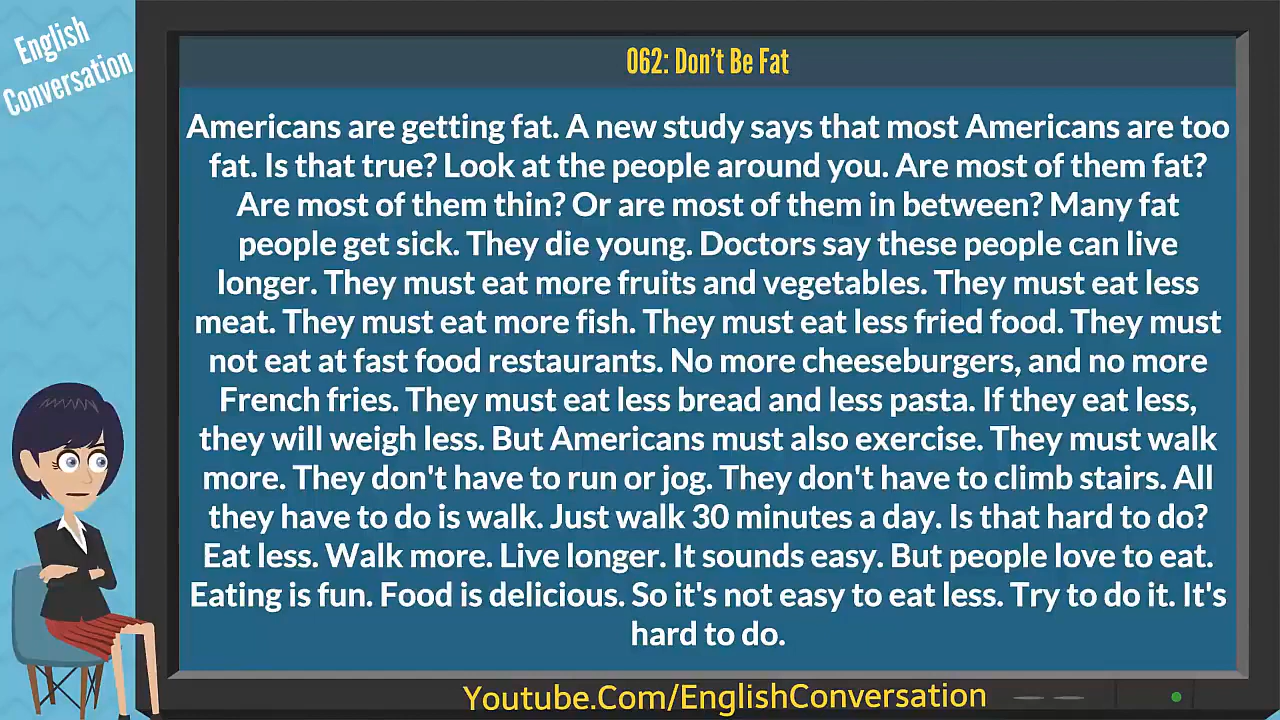 English
Conversation
062: Don't Be Fat
Americans are getting fat. A new study says that most Americans are too
fat. Is that true? Look at the people around you. Are most of them fat?
Are most of them thin? Or are most of them in between? Many fat
people get sick. They die young. Doctors say these people can live
longer. They must eat more fruits and vegetables. They must eat less
meat. They must eat more fish. They must eat less fried food. They must
not eat at fast food restaurants. No more cheeseburgers, and no more
French fries. They must eat less bread and less pasta. If they eat less,
they will weigh less. But Americans must also exercise. They must walk
more. They don't have to run or jog. They don't have to climb stairs. All
they have to do is walk. Just walk 30 minutes a day. Is that hard to do?
Eat less. Walk more. Live longer. It sounds easy. But people love to eat.
Eating is fun. Food is delicious. So it's not easy to eat less. Try to do it. It's
hard to do.
Youtube.Com/EnglishConversation